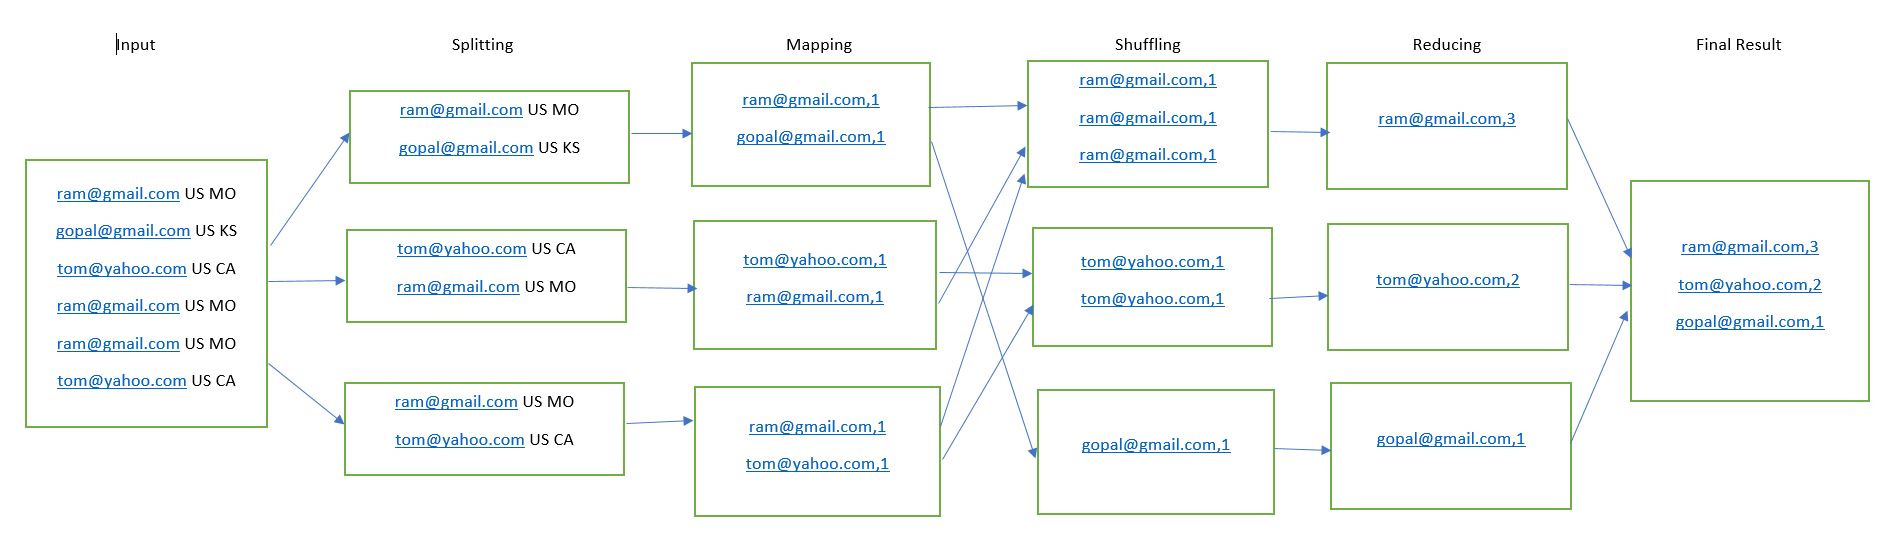 Input
Splitting
Mapping
Shuffling
Reducing
Final Result
ram@gmail.com US MO
gopal@gmail.com US KS
tom@yahoo.com US CA
ram@gmail.com US MO
ram@gmail.com US MO
tom@yahoo.com US CA
ram@gmail.com US MO
gopal@gmail.com US KS
tom@yahoo.com US CA
ram@gmail.com US MO
ram@gmail.com US MO
tom@yahoo.com US CA
ram@gmail.com,1
gopal@gmail.com,1
tom@yahoo.com,1
ram@gmail.com,1
ram@gmail.com,1
tom@yahoo.com,1
ram@gmail.com,1
ram@gmail.com,1
ram@gmail.com,1
tom@yahoo.com,1
tom@yahoo.com,1
gopal@gmail.com,1
ram@gmail.com,3
tom@yahoo.com,2
gopal@gmail.com,1
ram@gmail.com,3
tom@yahoo.com,2
gopal@gmail.com,1